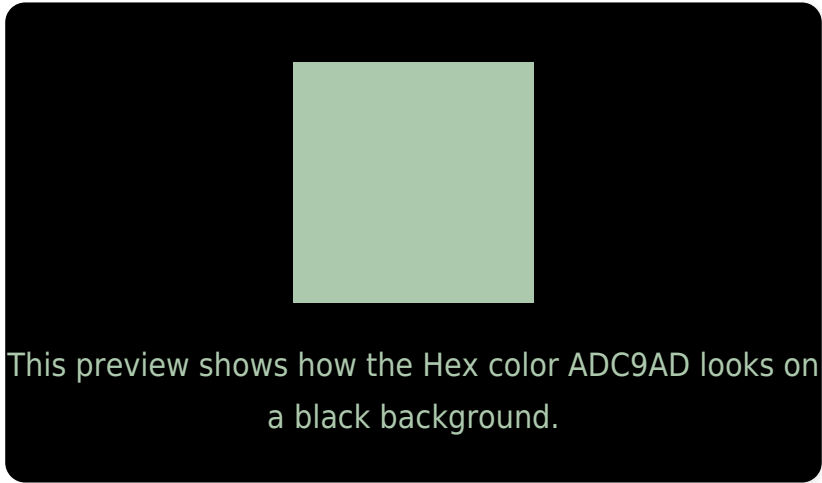 This preview shows how the Hex color ADC9AD looks on
a black background.